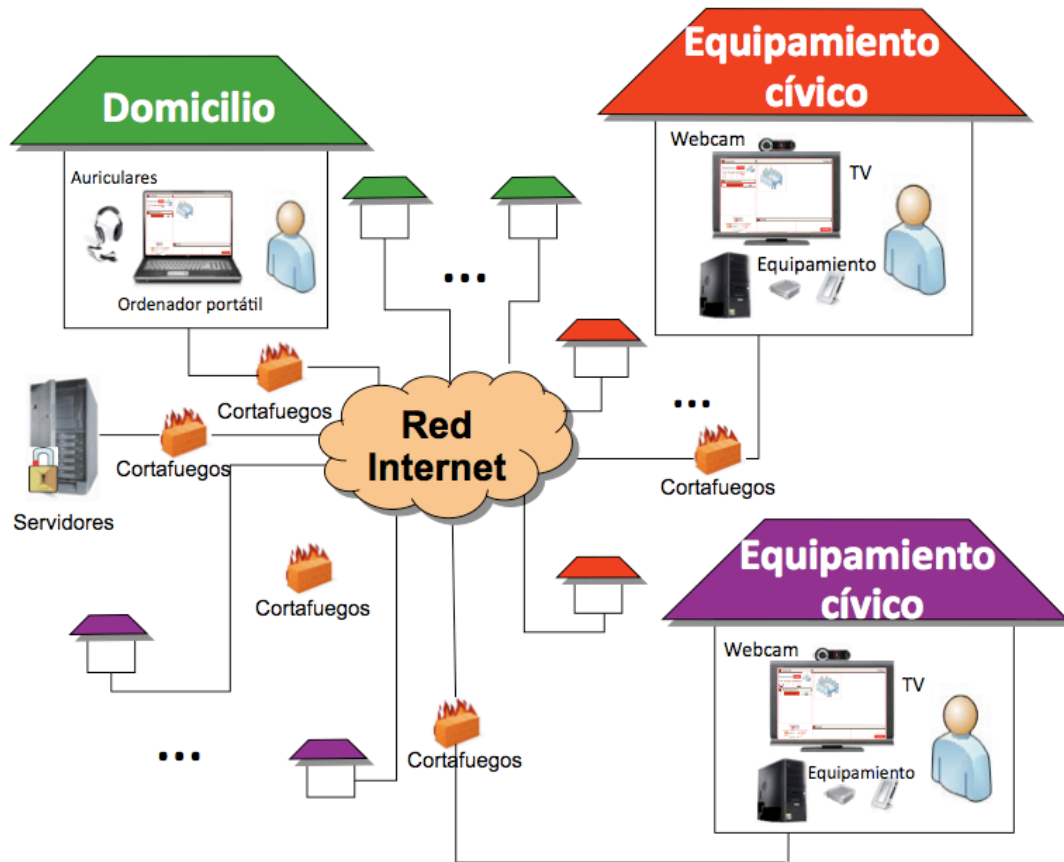 Equipamiento
cívico
Domicilio
Webcam
TV
Auriculares
Equipamiento
Ordenador portátil
...
...
Cortafuegos
Red
Internet
Cortafuegos
Cortafuegos
Servidores
Equipamiento
cívico
Cortafuegos
Webcam
TV
...
Cortafuegos
Equipamiento